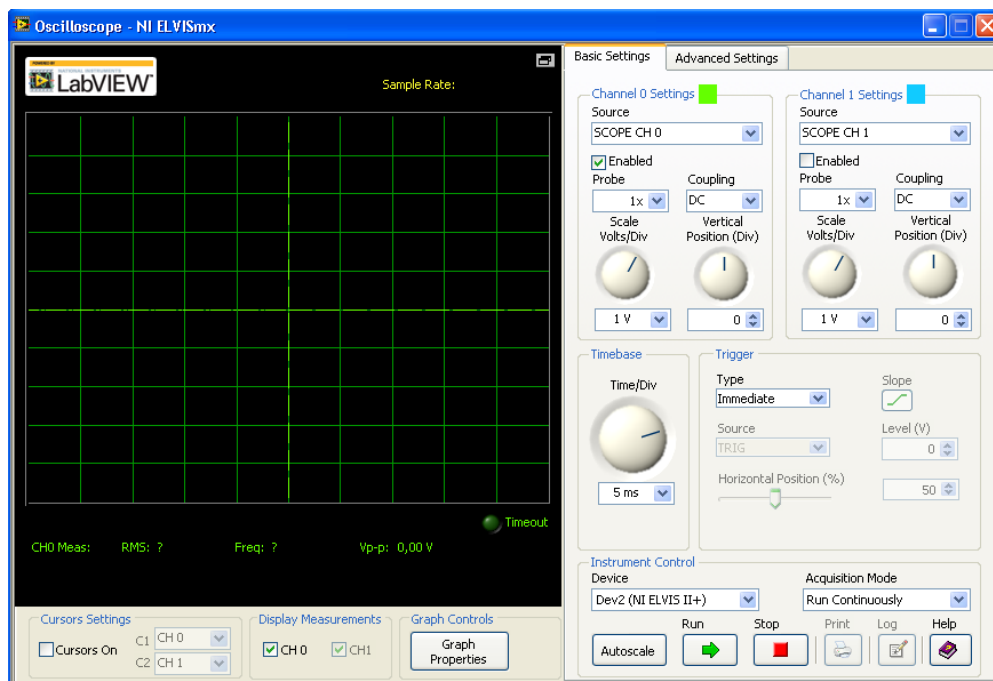 Oscilloscope - NI ELVISmx
POWERED BY
NATIONAL INSTRUMENTS
LabVIEW™
Sample Rate:
Timeout
CH0 Meas: RMS: ? Freq: ? Vp-p: 0,00 V
Cursors Settings
Cursors On
C1 CH 0
C2 CH 1
Display Measurements
CH 0 CH1
Graph Controls
Graph
Properties
Basic Settings Advanced Settings
Channel 0 Settings
Source
SCOPE CH 0
Enabled
Probe Coupling
1x DC
Scale Vertical
Volts/Div Position (Div)
1 V 0
Channel 1 Settings
Source
SCOPE CH 1
Enabled
Probe Coupling
1x DC
Scale Vertical
Volts/Div Position (Div)
1 V 0
Timebase
Time/Div
5 ms
Trigger
Type Slope
Immediate
Source Level (V)
TRIG 0
Horizontal Position (%)
50
Instrument Control
Device Acquisition Mode
Dev2 (NI ELVIS II+) Run Continuously
Run Stop Print Log Help
Autoscale